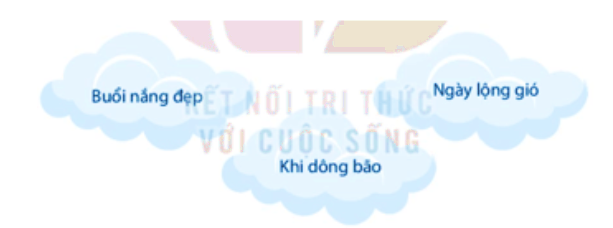 Buổi nắng đẹp
Ngày lộng gió
KẾT NỐI TRI THỨC
VỚI CUỘC SỐNG
Khi dông bão